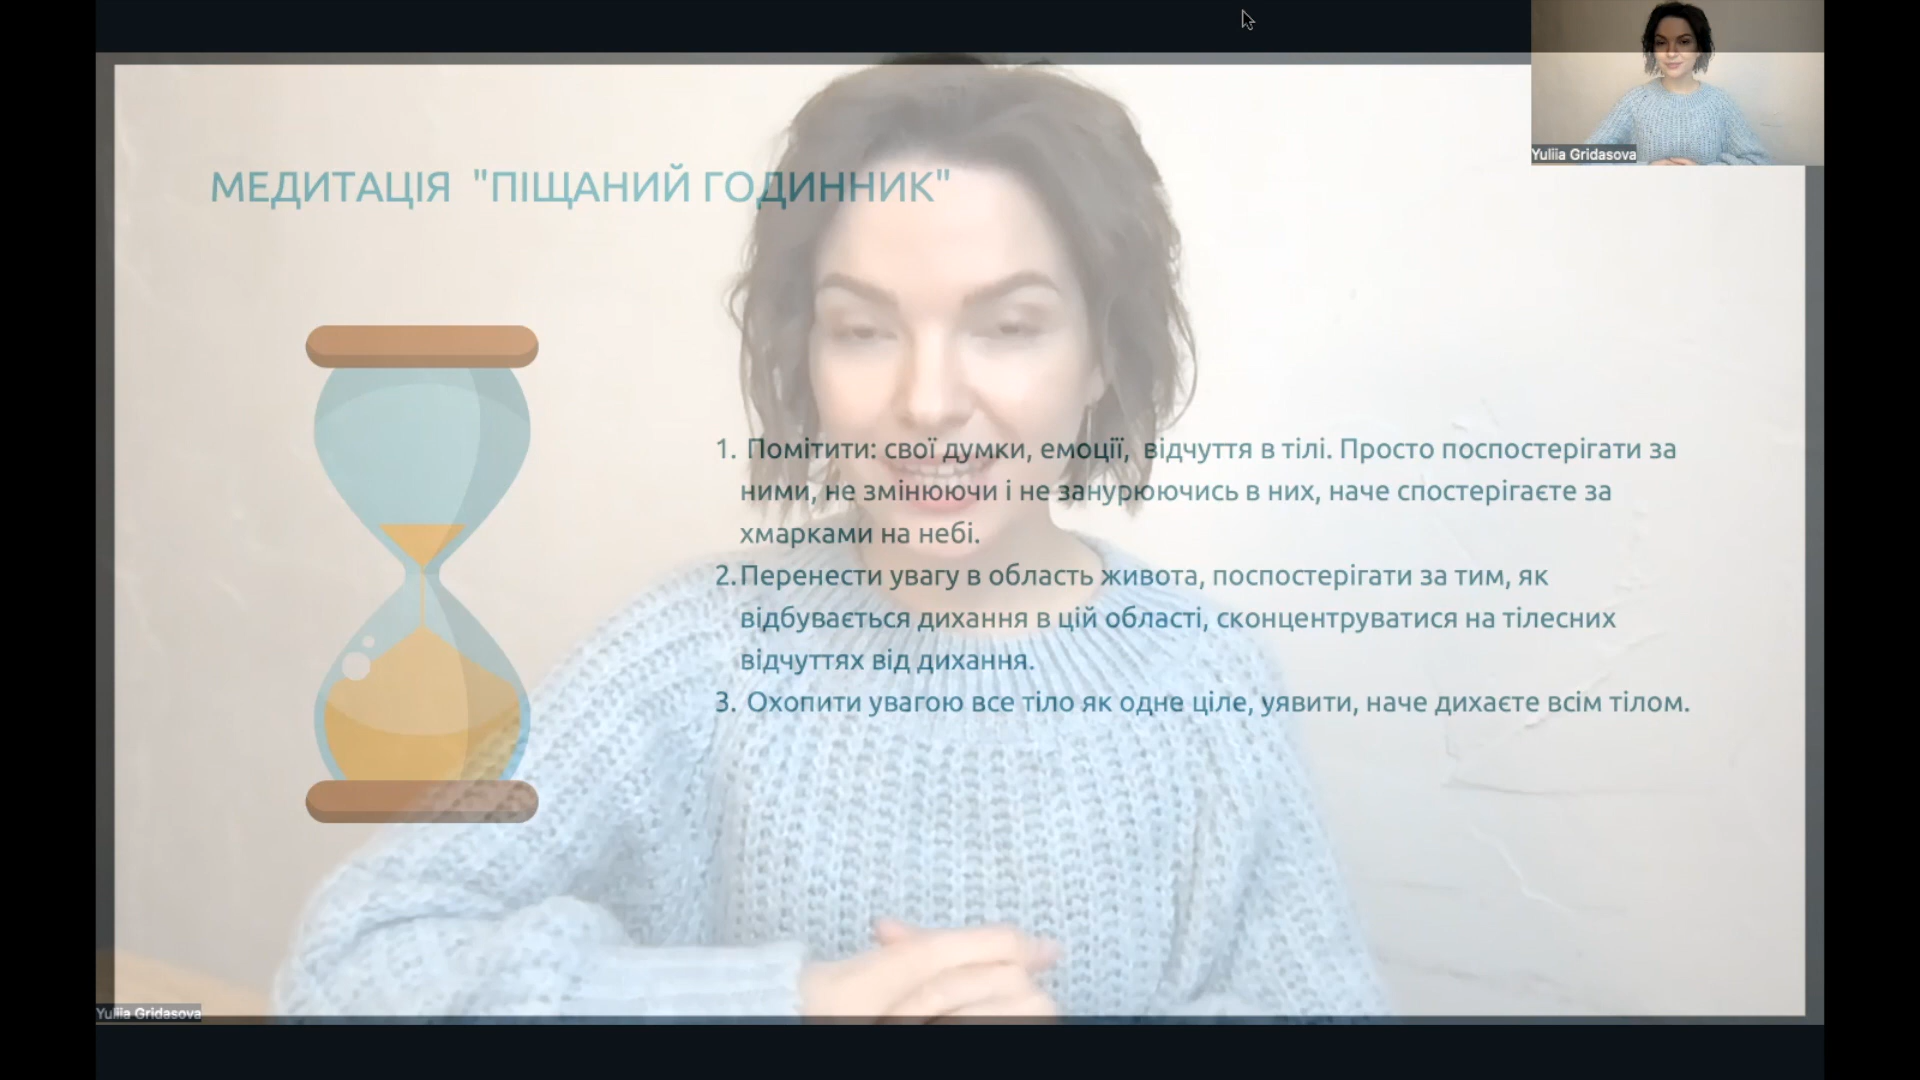 Yuliia Gridasova
МЕДИТАЦІЯ "ПІЩАНИЙ ГОДИННИК"
1. Помітити: свої думки, емоції, відчуття в тілі. Просто поспостерігати за
ними, не змінюючи і не занурюючись в них, наче спостерігаєте за
хмарками на небі.
2. Перенести увагу в область живота, поспостерігати за тим, як
відбувається дихання в цій області, сконцентруватися на тілесних
відчуттях від дихання.
3. Охопити увагою все тіло як одне ціле, уявити, наче дихаєте всім тілом.
Yuliia Gridasova